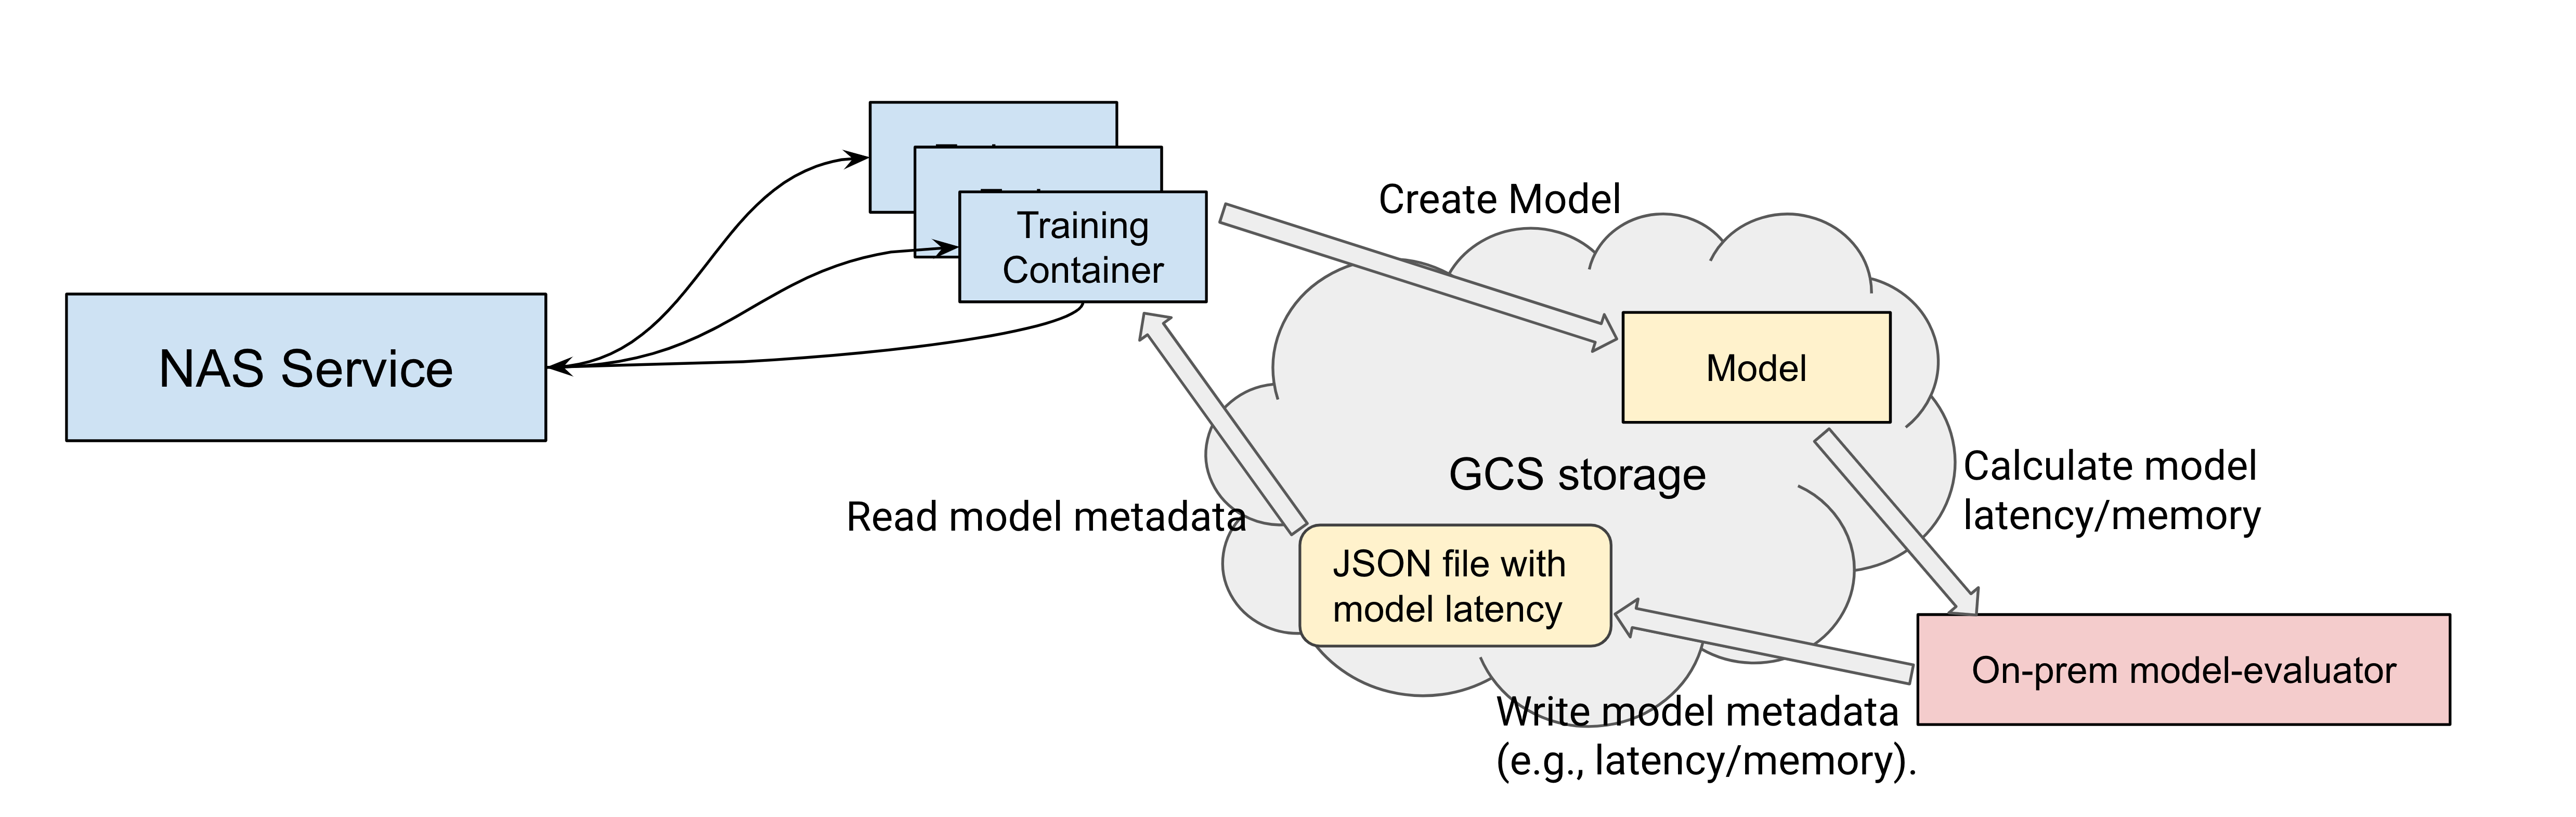 Training
Container
Create Model
NAS Service
Model
GCS storage
Calculate model
latency/memory
Read model metadata
JSON file with
model latency
On-prem model-evaluator
Write model metadata
(e.g., latency/memory).